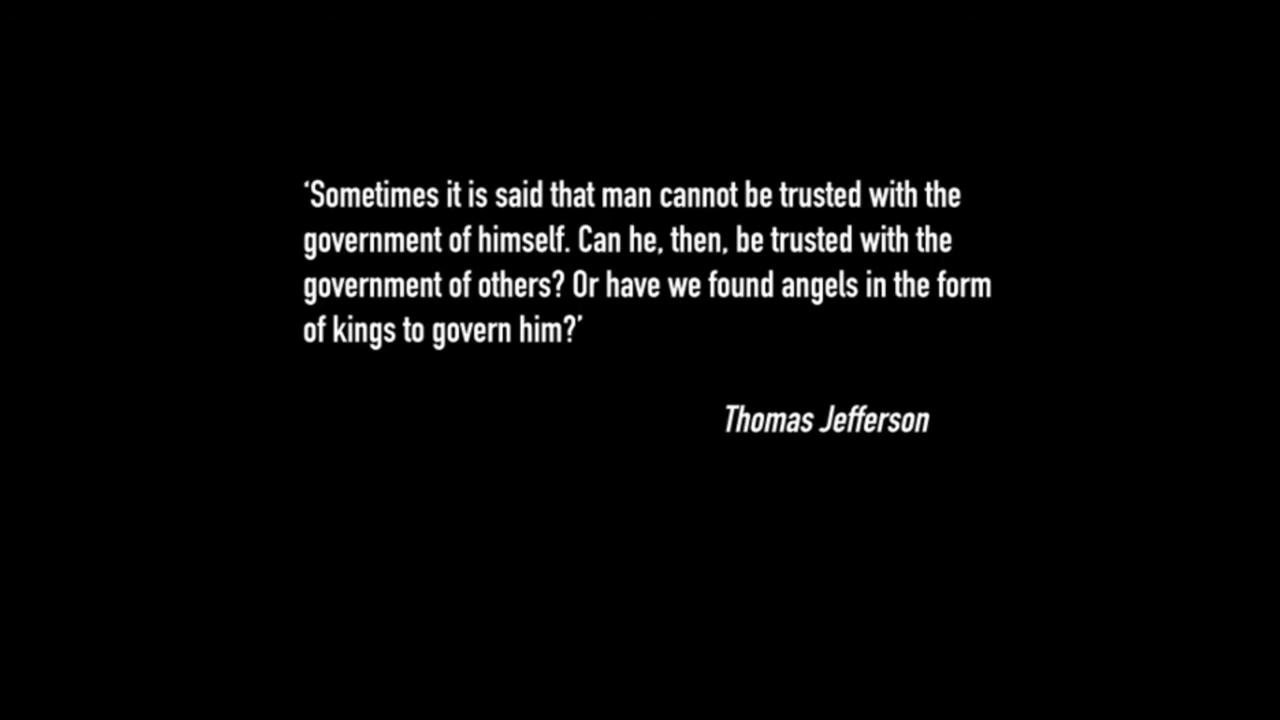 ‘Sometimes it is said that man cannot be trusted with the
government of himself. Can he, then, be trusted with the
government of others? Or have we found angels in the form
of kings to govern him?’
Thomas Jefferson